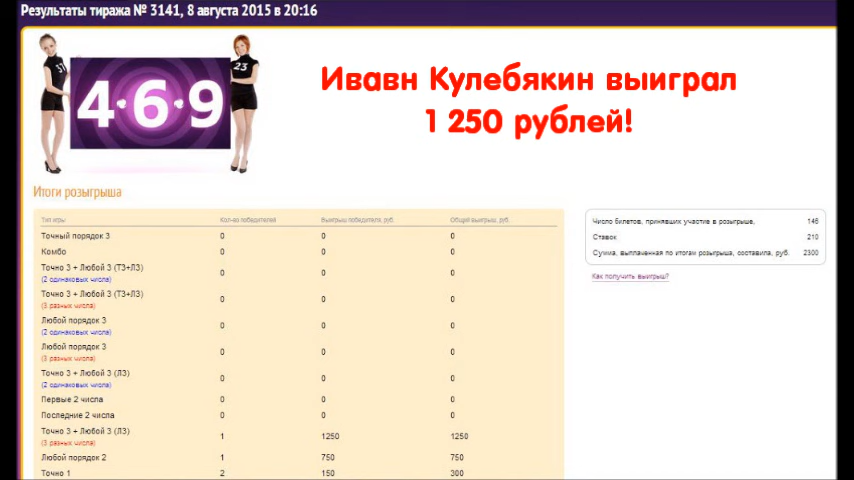 Результаты тиража № 3141, 8 августа 2015 в 20:16
31
23
4·6·9
Ивавн Кулебякин выиграл
1 250 рублей!
Итоги розыгрыша
Тип игры Кол-во победителей Выигрыш победителя, руб. Общий выигрыш, руб.
Точный порядок 3 0 0 0
Комбо 0 0 0
Точно 3 + Любой 3 (Т3+Л3) 0 0 0
(2 одинаковых числа)
Точно 3 + Любой 3 (Т3+Л3) 0 0 0
(3 разных числа)
Любой порядок 3 0 0 0
(2 одинаковых числа)
Любой порядок 3 0 0 0
(3 разных числа)
Точно 3 + Любой 3 (Л3) 0 0 0
(2 одинаковых числа)
Первые 2 числа 0 0 0
Последние 2 числа 0 0 0
Точно 3 + Любой 3 (Л3) 1 1250 1250
(3 разных числа)
Любой порядок 2 1 750 750
Точно 1 2 150 300
Число билетов, принявших участие в розыгрыше, 146
Ставок 210
Сумма, выплаченная по итогам розыгрыша, составила, руб. 2300
Как получить выигрыш?